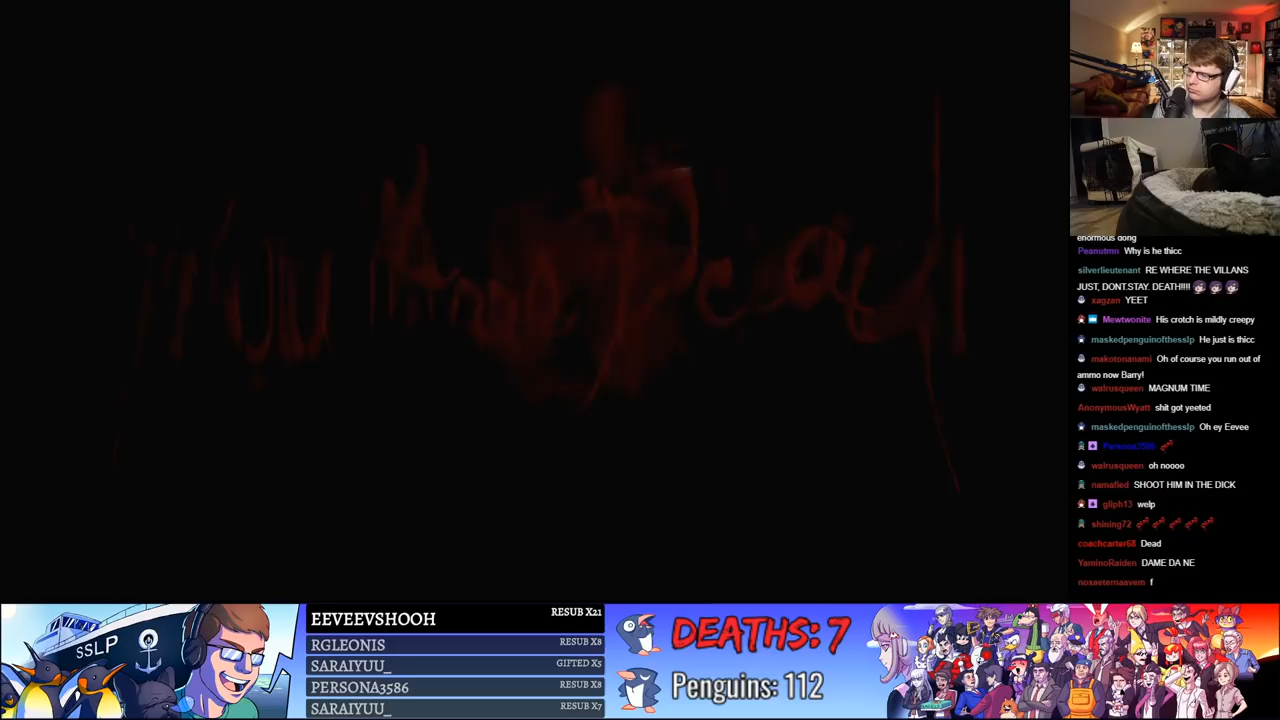 You Are Dead
enormous dong
Peanutmn Why is he thicc
silverlieutenant RE WHERE THE VILLANS
JUST, DONT.STAY. DEATH!!!!
xagzan YEET
Mewtwonite His crotch is mildly creepy
maskedpenguinofthesslp He just is thicc
makotonanami Oh of course you run out of
ammo now Barry!
walrusqueen MAGNUM TIME
AnonymousWyatt shit got yeeted
maskedpenguinofthesslp Oh ey Eevee
Persona3586
walrusqueen oh noooo
namafied SHOOT HIM IN THE DICK
gliph13 welp
shining72
coachcarter68 Dead
YaminoRaiden DAME DA NE
noxaeternaavem f
SSLP
EEVEEVSHOOH RESUB X21
RGLEONIS RESUB X8
SARAIYUU_ GIFTED X5
PERSONA3586 RESUB X8
SARAIYUU_ RESUB X7
DEATHS: 7
Penguins: 112